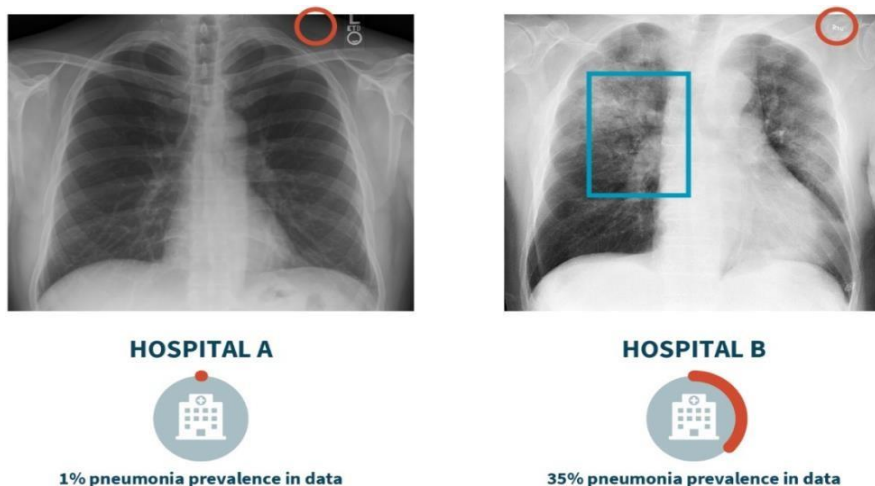 HOSPITAL A
HOSPITAL B
1% pneumonia prevalence in data
35% pneumonia prevalence in data